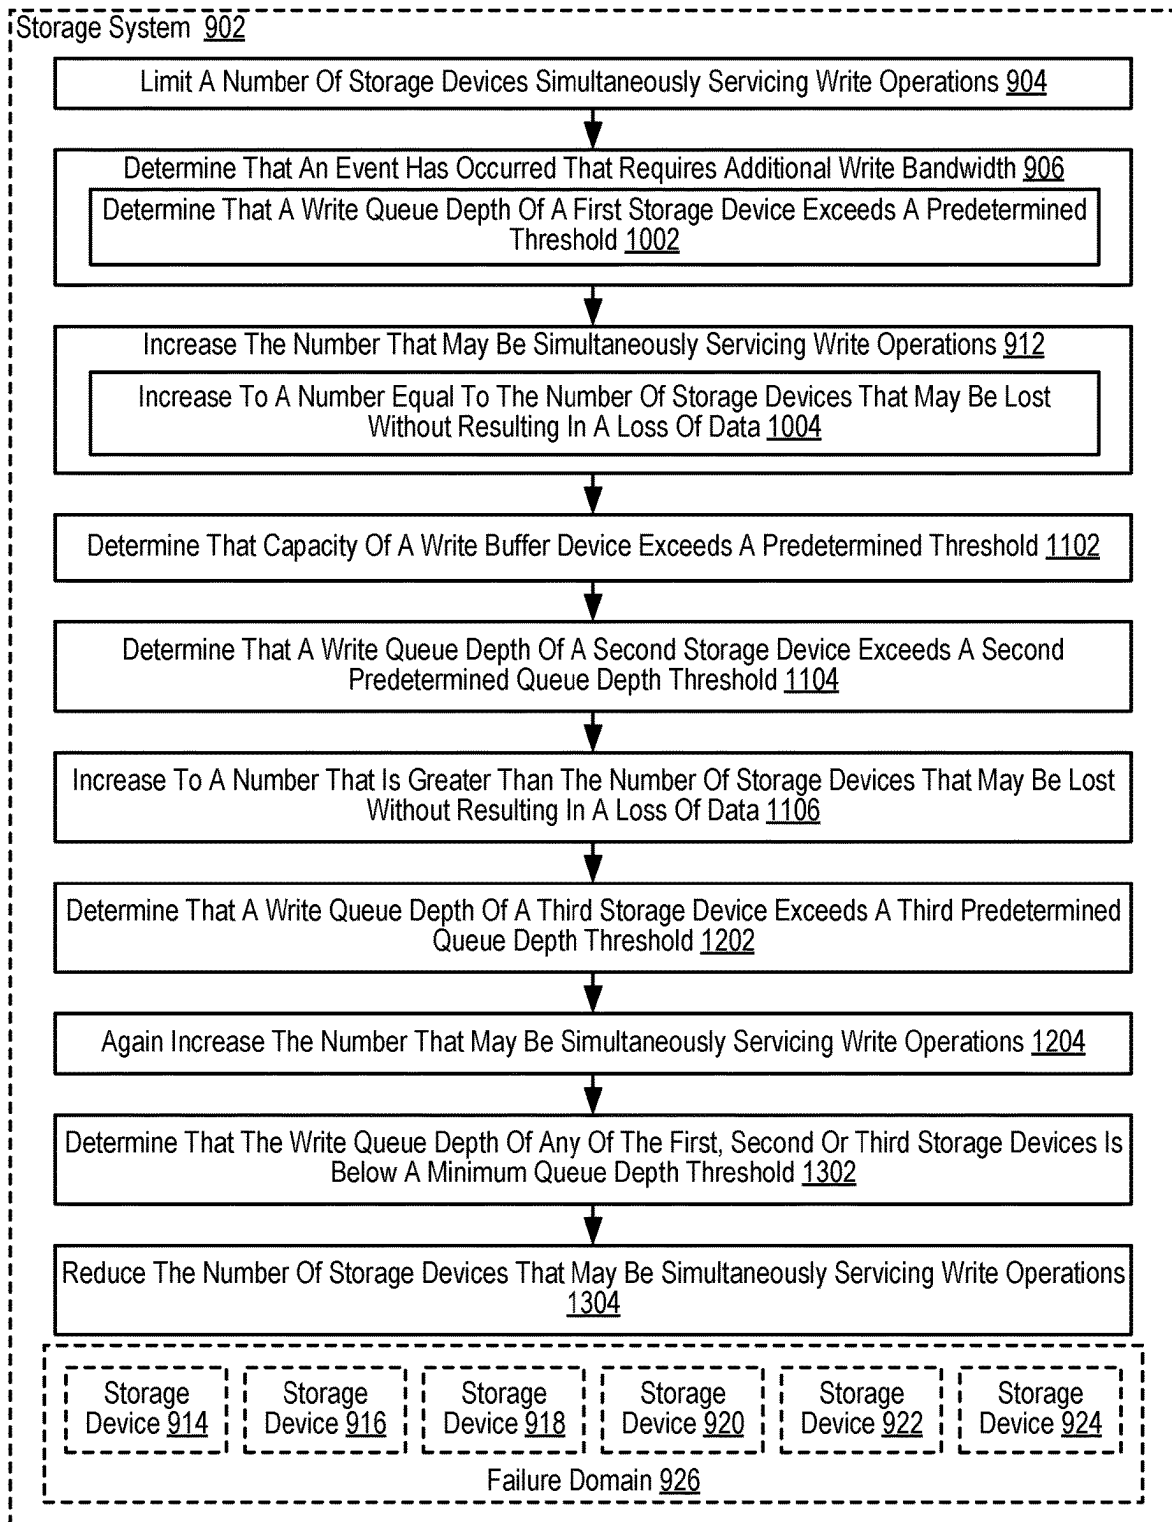 Storage System 902
Limit A Number Of Storage Devices Simultaneously Servicing Write Operations 904
Determine That An Event Has Occurred That Requires Additional Write Bandwidth 906
Determine That A Write Queue Depth Of A First Storage Device Exceeds A Predetermined
Threshold 1002
Increase The Number That May Be Simultaneously Servicing Write Operations 912
Increase To A Number Equal To The Number Of Storage Devices That May Be Lost
Without Resulting In A Loss Of Data 1004
Determine That Capacity Of A Write Buffer Device Exceeds A Predetermined Threshold 1102
Determine That A Write Queue Depth Of A Second Storage Device Exceeds A Second
Predetermined Queue Depth Threshold 1104
Increase To A Number That Is Greater Than The Number Of Storage Devices That May Be Lost
Without Resulting In A Loss Of Data 1106
Determine That A Write Queue Depth Of A Third Storage Device Exceeds A Third Predetermined
Queue Depth Threshold 1202
Again Increase The Number That May Be Simultaneously Servicing Write Operations 1204
Determine That The Write Queue Depth Of Any Of The First, Second Or Third Storage Devices Is
Below A Minimum Queue Depth Threshold 1302
Reduce The Number Of Storage Devices That May Be Simultaneously Servicing Write Operations
1304
Storage
Device 914
Storage
Device 916
Storage
Device 918
Storage
Device 920
Storage
Device 922
Storage
Device 924
Failure Domain 926